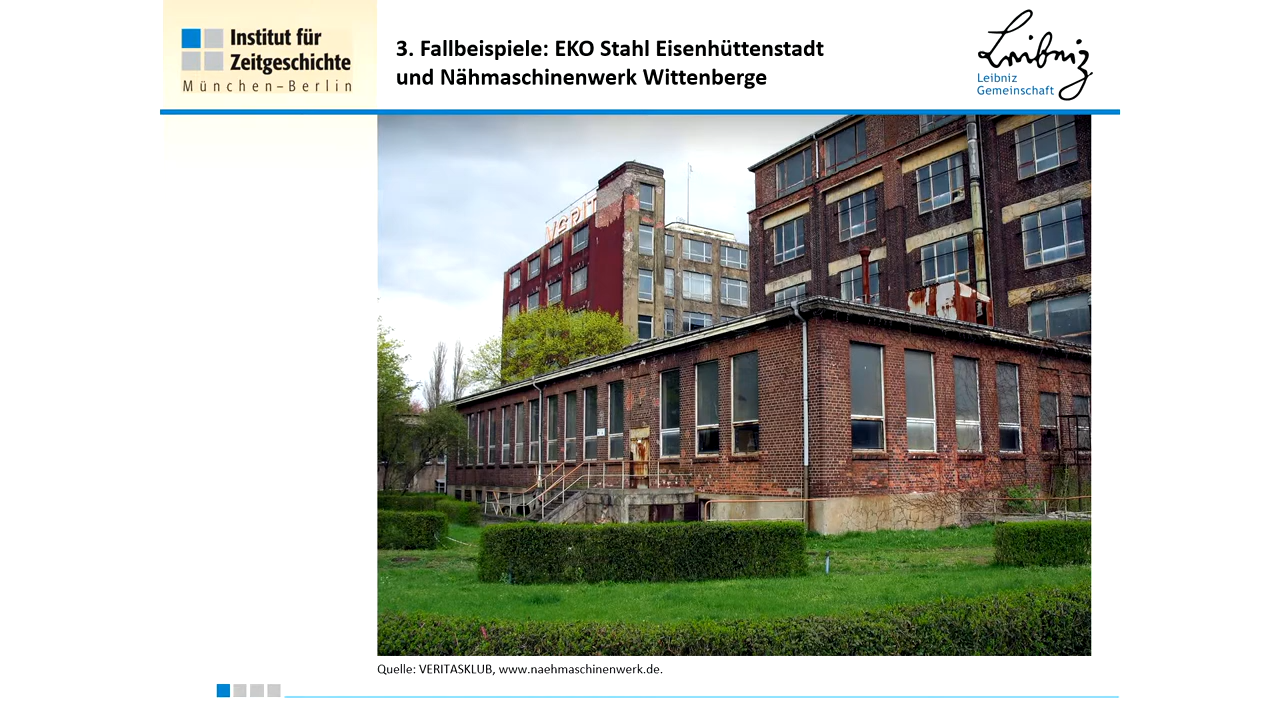 Institut für
Zeitgeschichte
München–Berlin
3. Fallbeispiele: EKO Stahl Eisenhüttenstadt
und Nähmaschinenwerk Wittenberge
Leibniz
Leibniz
Gemeinschaft
VERIT
Quelle: VERITASKLUB, www.naehmaschinenwerk.de.